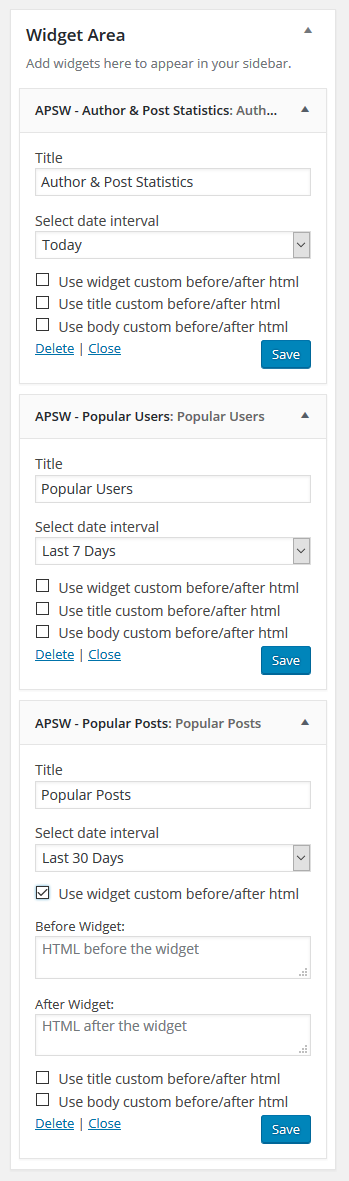 Widget Area
Add widgets here to appear in your sidebar.
APSW - Author & Post Statistics: Auth...
Title
Author & Post Statistics
Select date interval
Today
Use widget custom before/after html
Use title custom before/after html
Use body custom before/after html
Delete | Close
Save
APSW - Popular Users: Popular Users
Title
Popular Users
Select date interval
Last 7 Days
Use widget custom before/after html
Use title custom before/after html
Use body custom before/after html
Delete | Close
Save
APSW - Popular Posts: Popular Posts
Title
Popular Posts
Select date interval
Last 30 Days
Use widget custom before/after html
Before Widget:
HTML before the widget
After Widget:
HTML after the widget
Use title custom before/after html
Use body custom before/after html
Delete | Close
Save